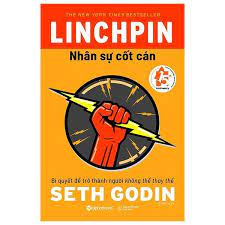 THE NEW YORK TIMES BESTSELLER
LINCHPIN
Nhân sự cốt cán
Bí quyết để trở thành người không thể thay thế
SETH GODIN